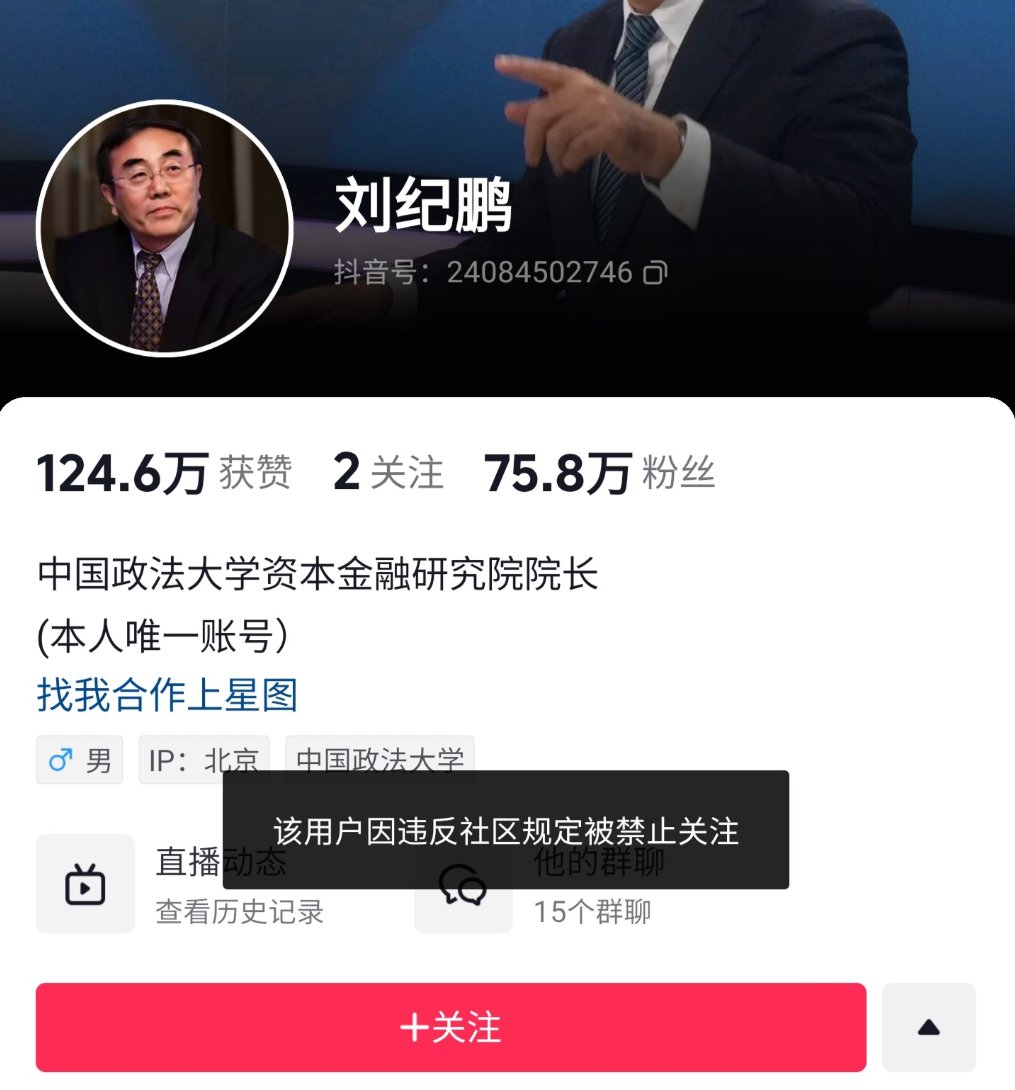 刘纪鹏
抖音号：24084502746
124.6万 获赞 2 关注 75.8万 粉丝
中国政法大学资本金融研究院院长
(本人唯一账号）
找我合作上星图
男 IP：北京 中国政法大学
该用户因违反社区规定被禁止关注
直播动态 他的群聊
查看历史记录 15个群聊
+关注